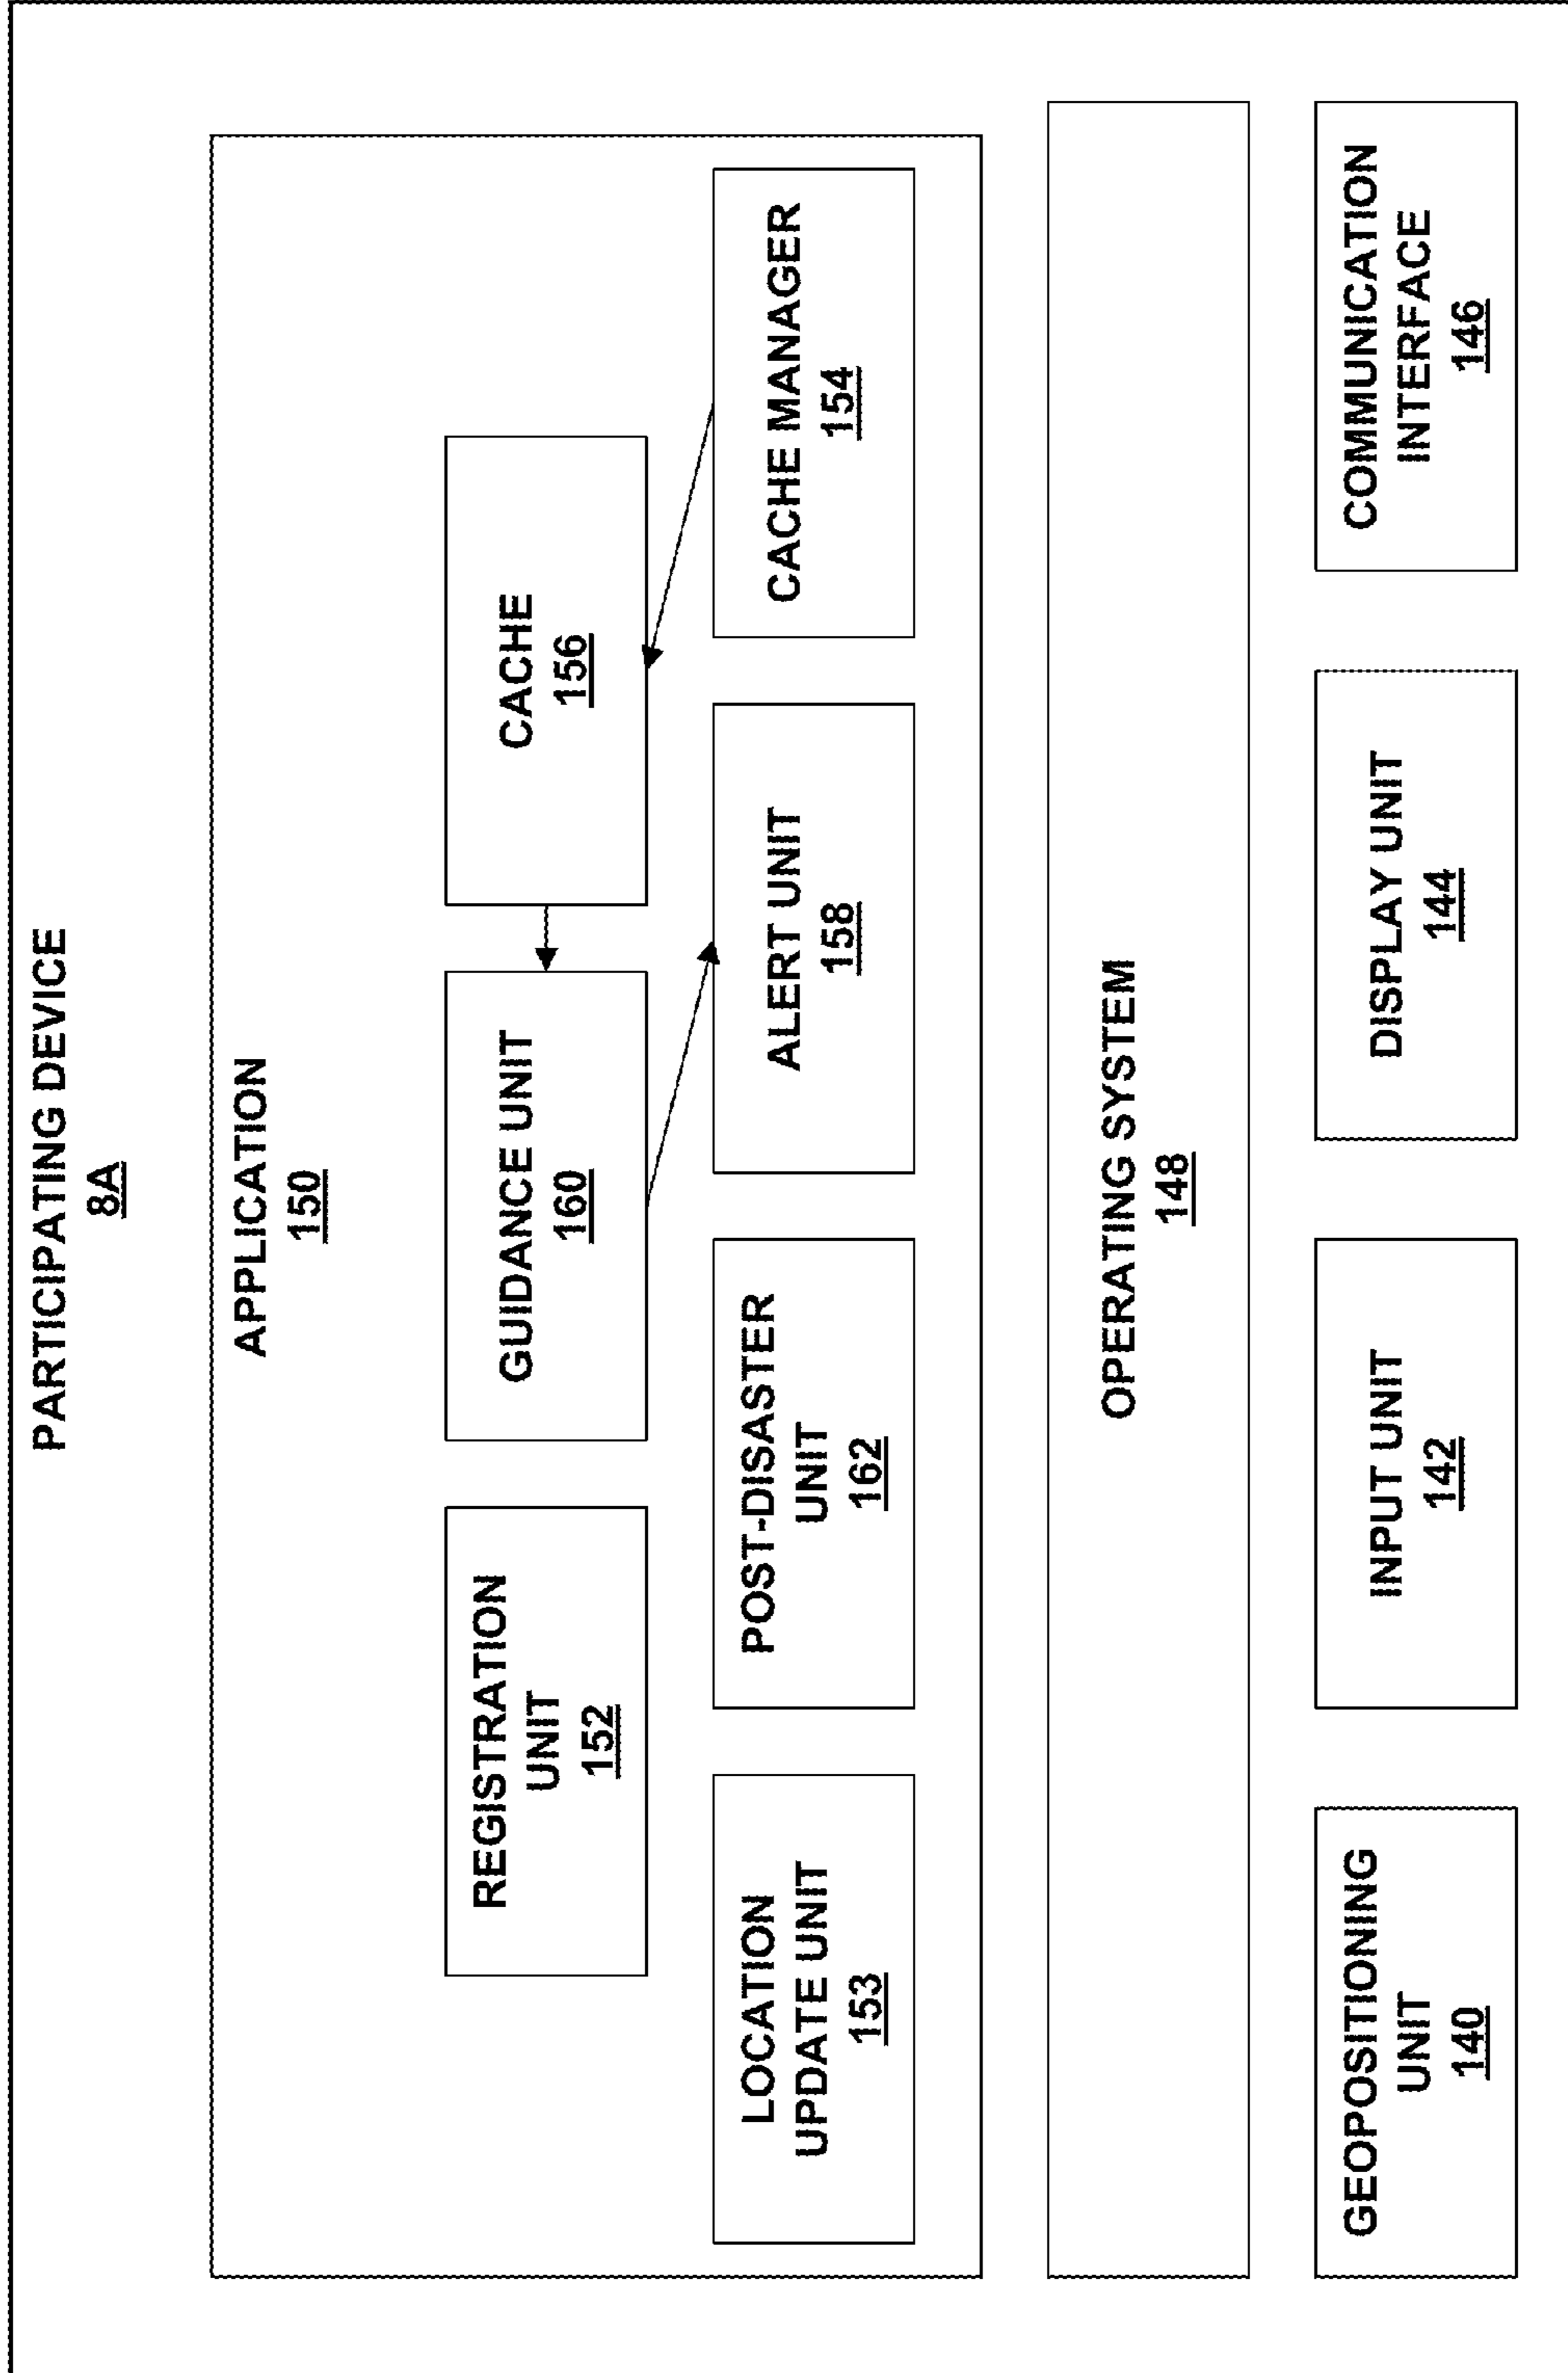 PARTICIPATING DEVICE
8A
APPLICATION
150
REGISTRATION
UNIT
152
GUIDANCE UNIT
160
CACHE
156
LOCATION
UPDATE UNIT
153
POST-DISASTER
UNIT
162
ALERT UNIT
158
CACHE MANAGER
154
OPERATING SYSTEM
148
GEOPOSITIONING
UNIT
140
INPUT UNIT
142
DISPLAY UNIT
144
COMMUNICATION
INTERFACE
146